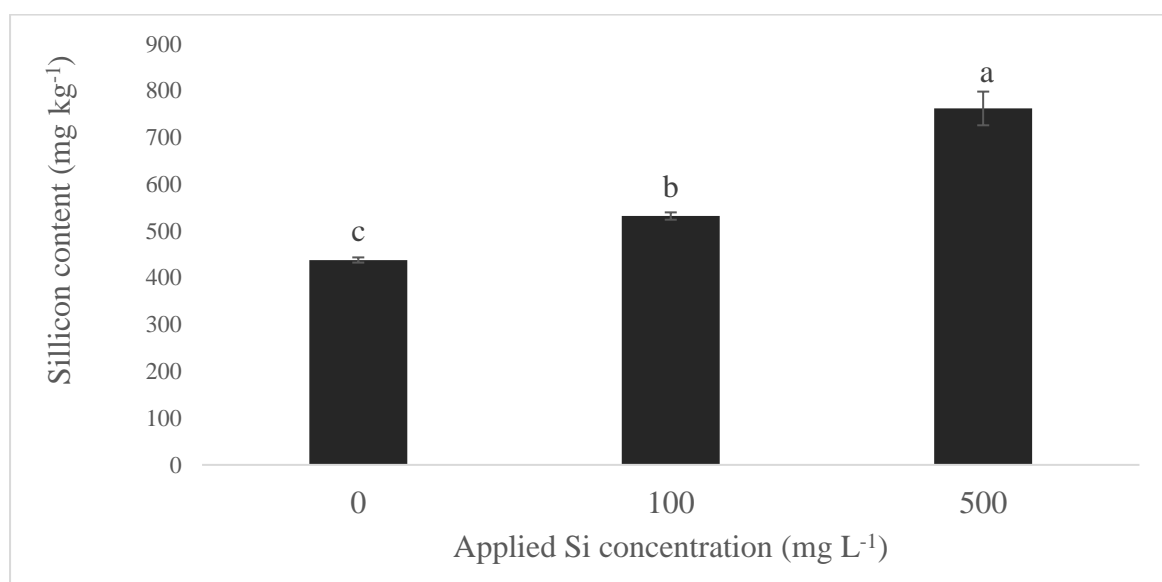 Sillicon content (mg kg-1)
900
800
700
600
500
400
300
200
100
0
c
b
a
0 100 500
Applied Si concentration (mg L-1)